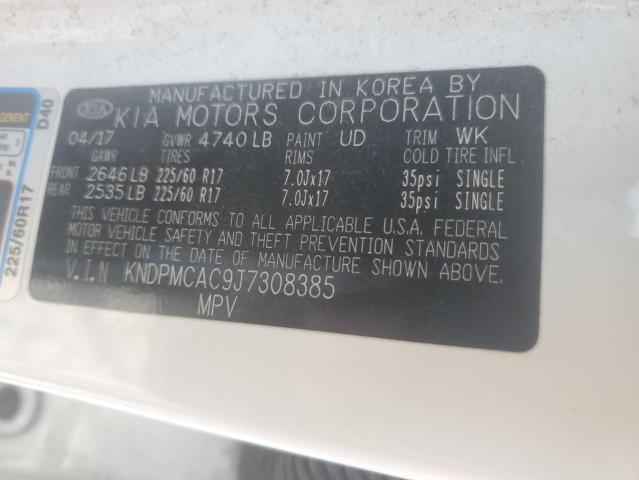 MANUFACTURED IN KOREA BY
KIA KIA MOTORS CORPORATION
04/17 GVWR 4740 LB PAINT UD TRIM WK
GAWR TIRES RIMS COLD TIRE INFL
FRONT 2646 LB 225/60 R17 7.0Jx17 35psi SINGLE
REAR 2535 LB 225/60 R17 7.0Jx17 35psi SINGLE
THIS VEHICLE CONFORMS TO ALL APPLICABLE U.S.A. FEDERAL
MOTOR VEHICLE SAFETY AND THEFT PREVENTION STANDARDS
IN EFFECT ON THE DATE OF MANUFACTURE SHOWN ABOVE.
V.I.N KNDPMCAC9J7308385
MPV
D40
225/60R17